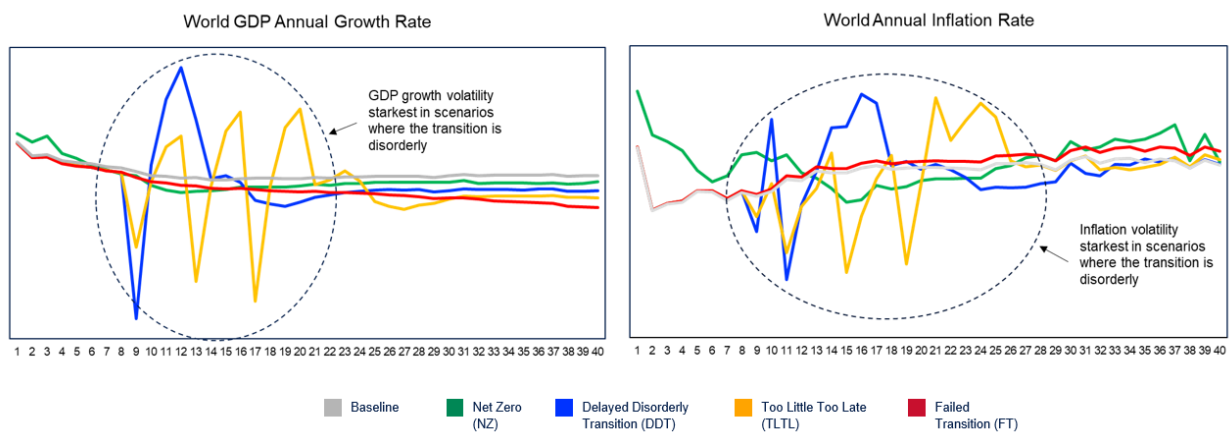 World GDP Annual Growth Rate
GDP growth volatility
starkest in scenarios
where the transition is
disorderly
1 2 3 4 5 6 7 8 9 10 11 12 13 14 15 16 17 18 19 20 21 22 23 24 25 26 27 28 29 30 31 32 33 34 35 36 37 38 39 40
World Annual Inflation Rate
Inflation volatility
starkest in scenarios
where the transition is
disorderly
1 2 3 4 5 6 7 8 9 10 11 12 13 14 15 16 17 18 19 20 21 22 23 24 25 26 27 28 29 30 31 32 33 34 35 36 37 38 39 40
Baseline
Net Zero
(NZ)
Delayed Disorderly
Transition (DDT)
Too Little Too Late
(TLTL)
Failed
Transition (FT)